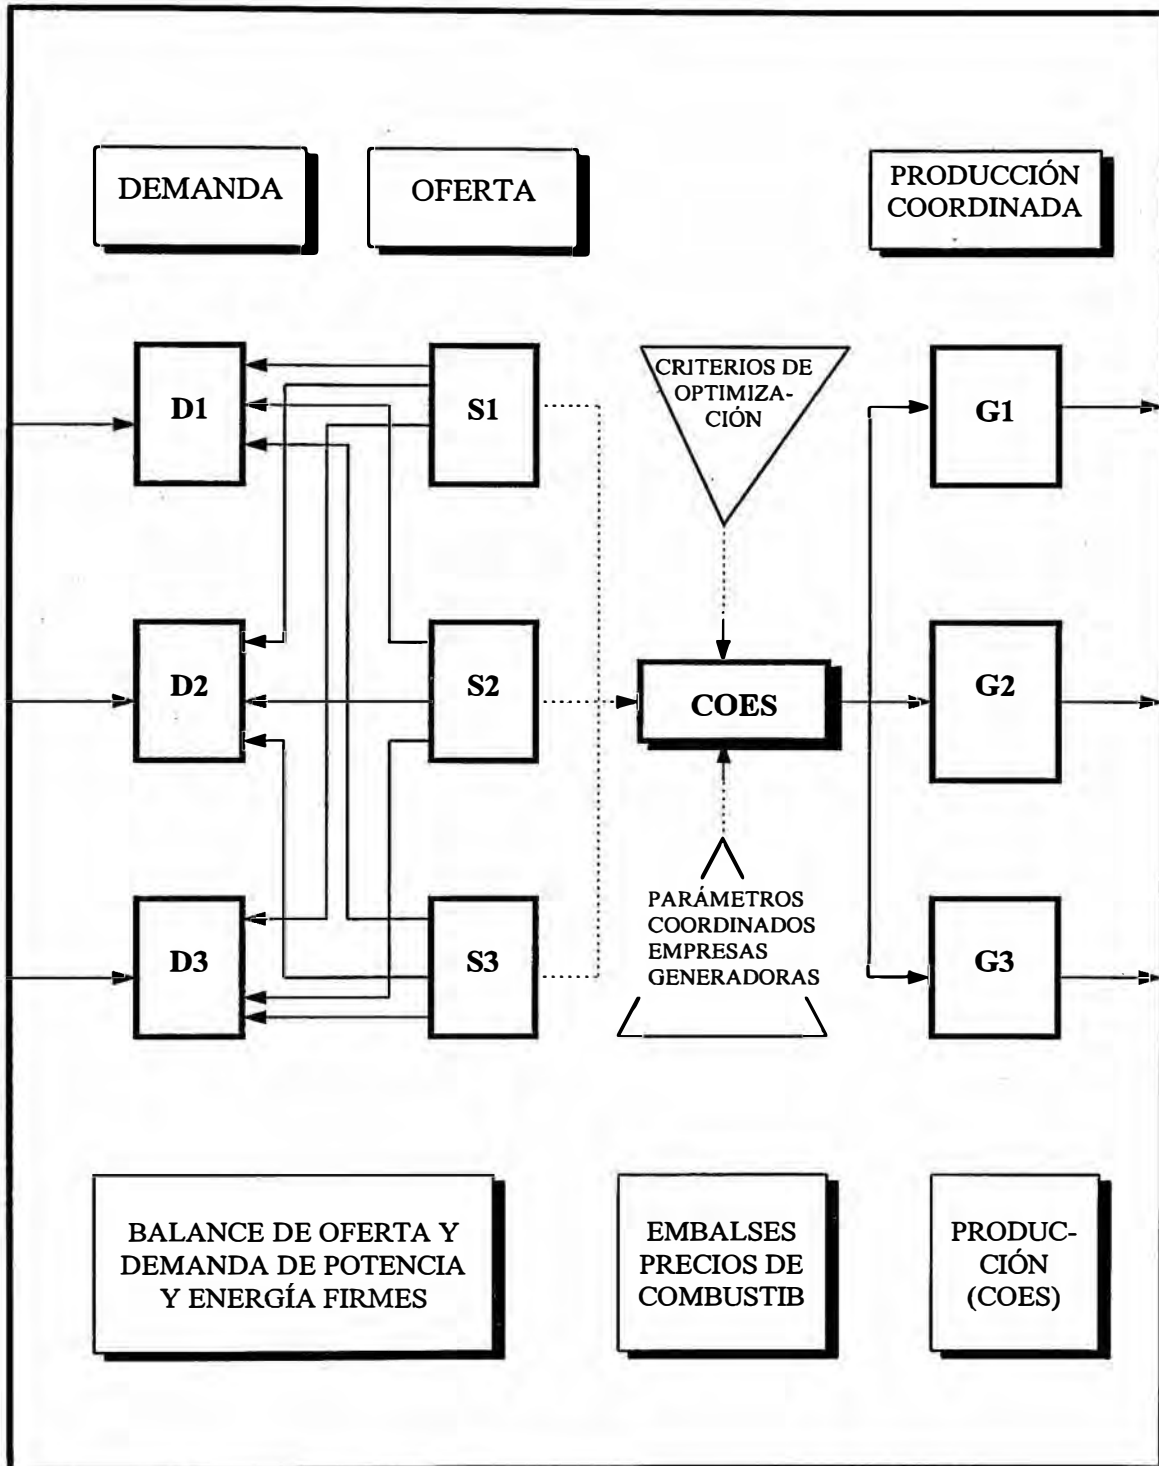 DEMANDA
OFERTA
PRODUCCIÓN
COORDINADA
D1
S1
CRITERIOS DE
OPTIMIZA-
CIÓN
G1
D2
S2
COES
G2
D3
S3
PARÁMETROS
COORDINADOS
EMPRESAS
GENERADORAS
G3
BALANCE DE OFERTA Y
DEMANDA DE POTENCIA
Y ENERGÍA FIRMES
EMBALSES
PRECIOS DE
COMBUSTIB
PRODUC-
CIÓN
(COES)